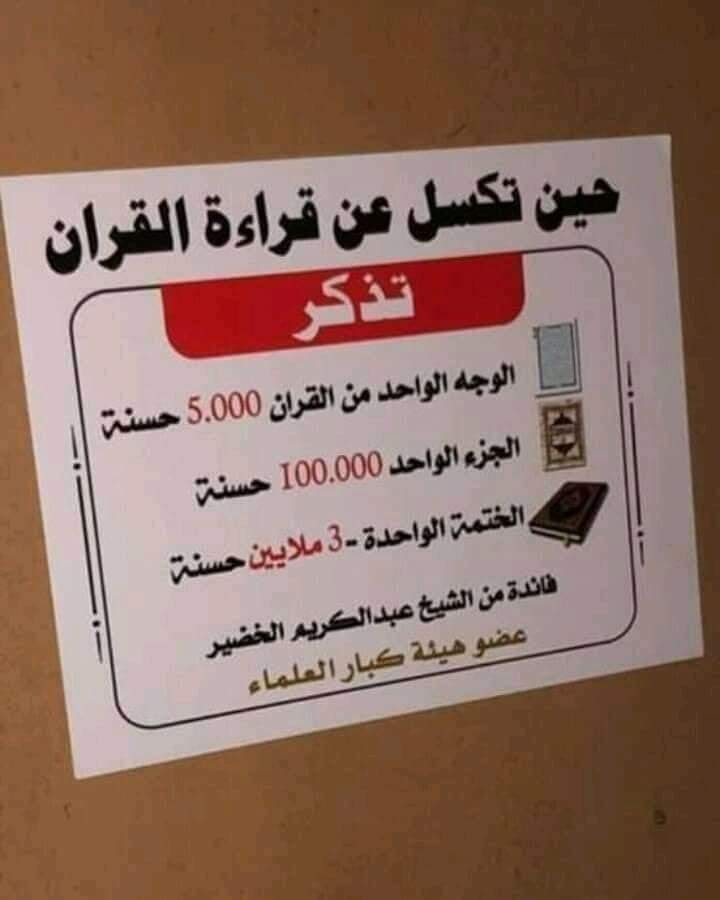 حين تكسل عن قراءة القران
تذكر
الوجه الواحد من القران 5.000 حسنة
الجزء الواحد 100.000 حسنة
الختمة الواحدة - 3 ملايين حسنة
فائدة من الشيخ عبدالكريم الخضير
عضو هيئة كبار العلماء